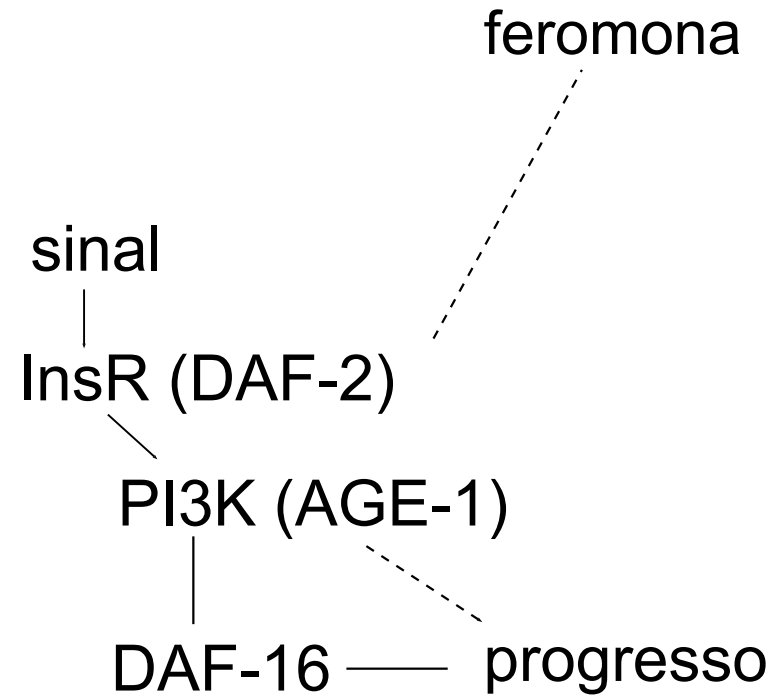 feromona
sinal
InsR (DAF-2)
PI3K (AGE-1)
DAF-16
progresso